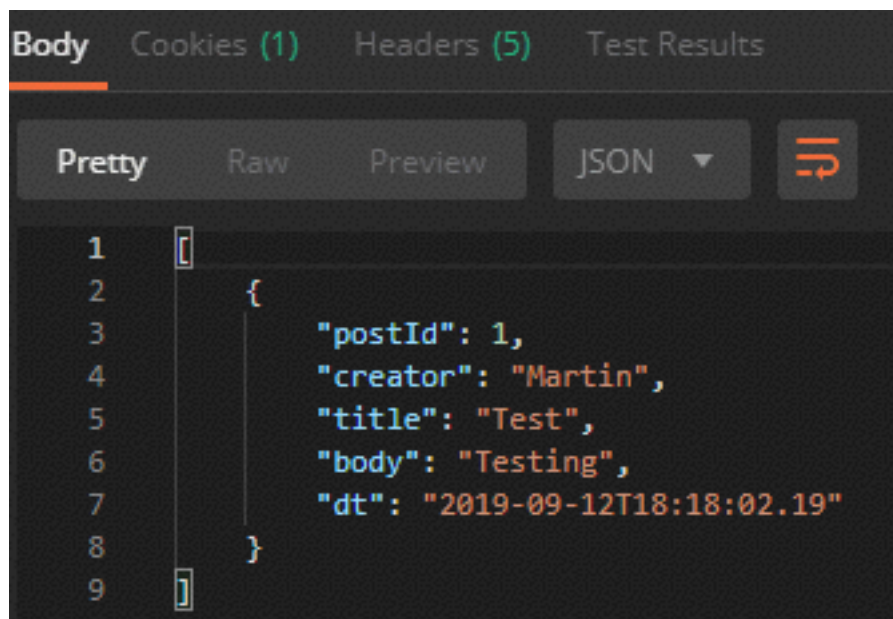 Body Cookies (1) Headers (5) Test Results
Pretty Raw Preview JSON
1 [
2 {
3 "postId": 1,
4 "creator": "Martin",
5 "title": "Test",
6 "body": "Testing",
7 "dt": "2019-09-12T18:18:02.19"
8 }
9 ]